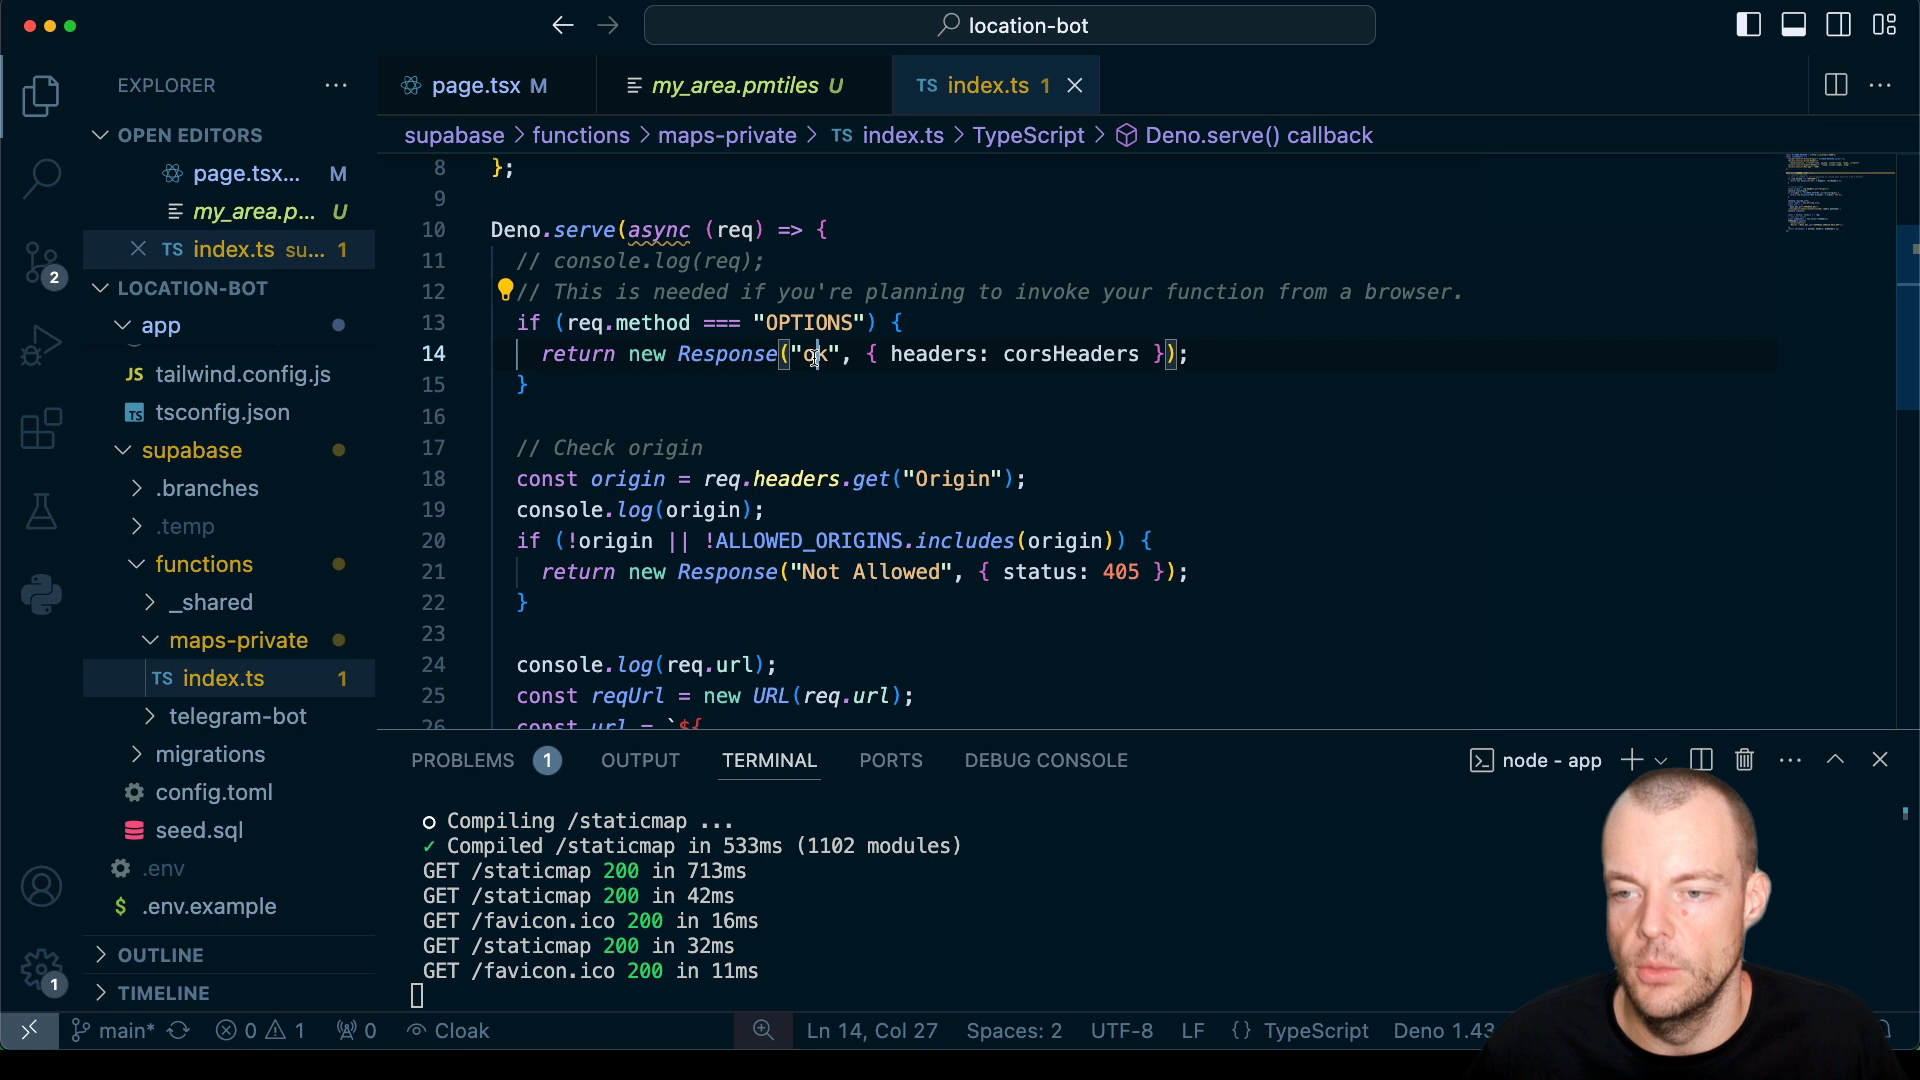 location-bot
EXPLORER
page.tsx M
my_area.pmtiles U
TS index.ts 1
OPEN EDITORS
supabase > functions > maps-private > TS index.ts > TypeScript > Deno.serve() callback
page.tsx... M
my_area.p... U
TS index.ts su... 1
LOCATION-BOT
app
JS tailwind.config.js
TS tsconfig.json
supabase
.branches
.temp
functions
_shared
maps-private
TS index.ts 1
telegram-bot
migrations
config.toml
seed.sql
.env
$ .env.example
OUTLINE
TIMELINE
2
1
8 };
9
10 Deno.serve(async (req) => {
11 // console.log(req);
12 // This is needed if you're planning to invoke your function from a browser.
13 if (req.method === "OPTIONS") {
14 return new Response("ok", { headers: corsHeaders });
15 }
16
17 // Check origin
18 const origin = req.headers.get("Origin");
19 console.log(origin);
20 if (!origin || !ALLOWED_ORIGINS.includes(origin)) {
21 return new Response("Not Allowed", { status: 405 });
22 }
23
24 console.log(req.url);
25 const reqUrl = new URL(req.url);
26 const url = `${
PROBLEMS 1 OUTPUT TERMINAL PORTS DEBUG CONSOLE
node - app
Compiling /staticmap ...
✓ Compiled /staticmap in 533ms (1102 modules)
GET /staticmap 200 in 713ms
GET /staticmap 200 in 42ms
GET /favicon.ico 200 in 16ms
GET /staticmap 200 in 32ms
GET /favicon.ico 200 in 11ms
main* 0 1 0 Cloak Ln 14, Col 27 Spaces: 2 UTF-8 LF {} TypeScript Deno 1.43